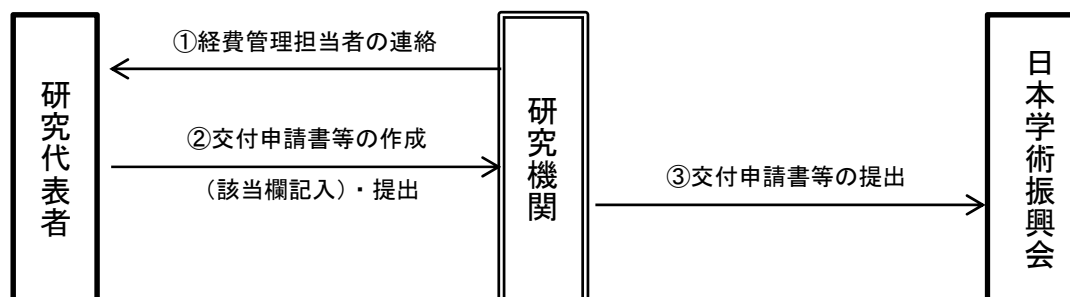 研究代表者
①経費管理担当者の連絡
②交付申請書等の作成
（該当欄記入）・提出
研究機関
③交付申請書等の提出
日本学術振興会